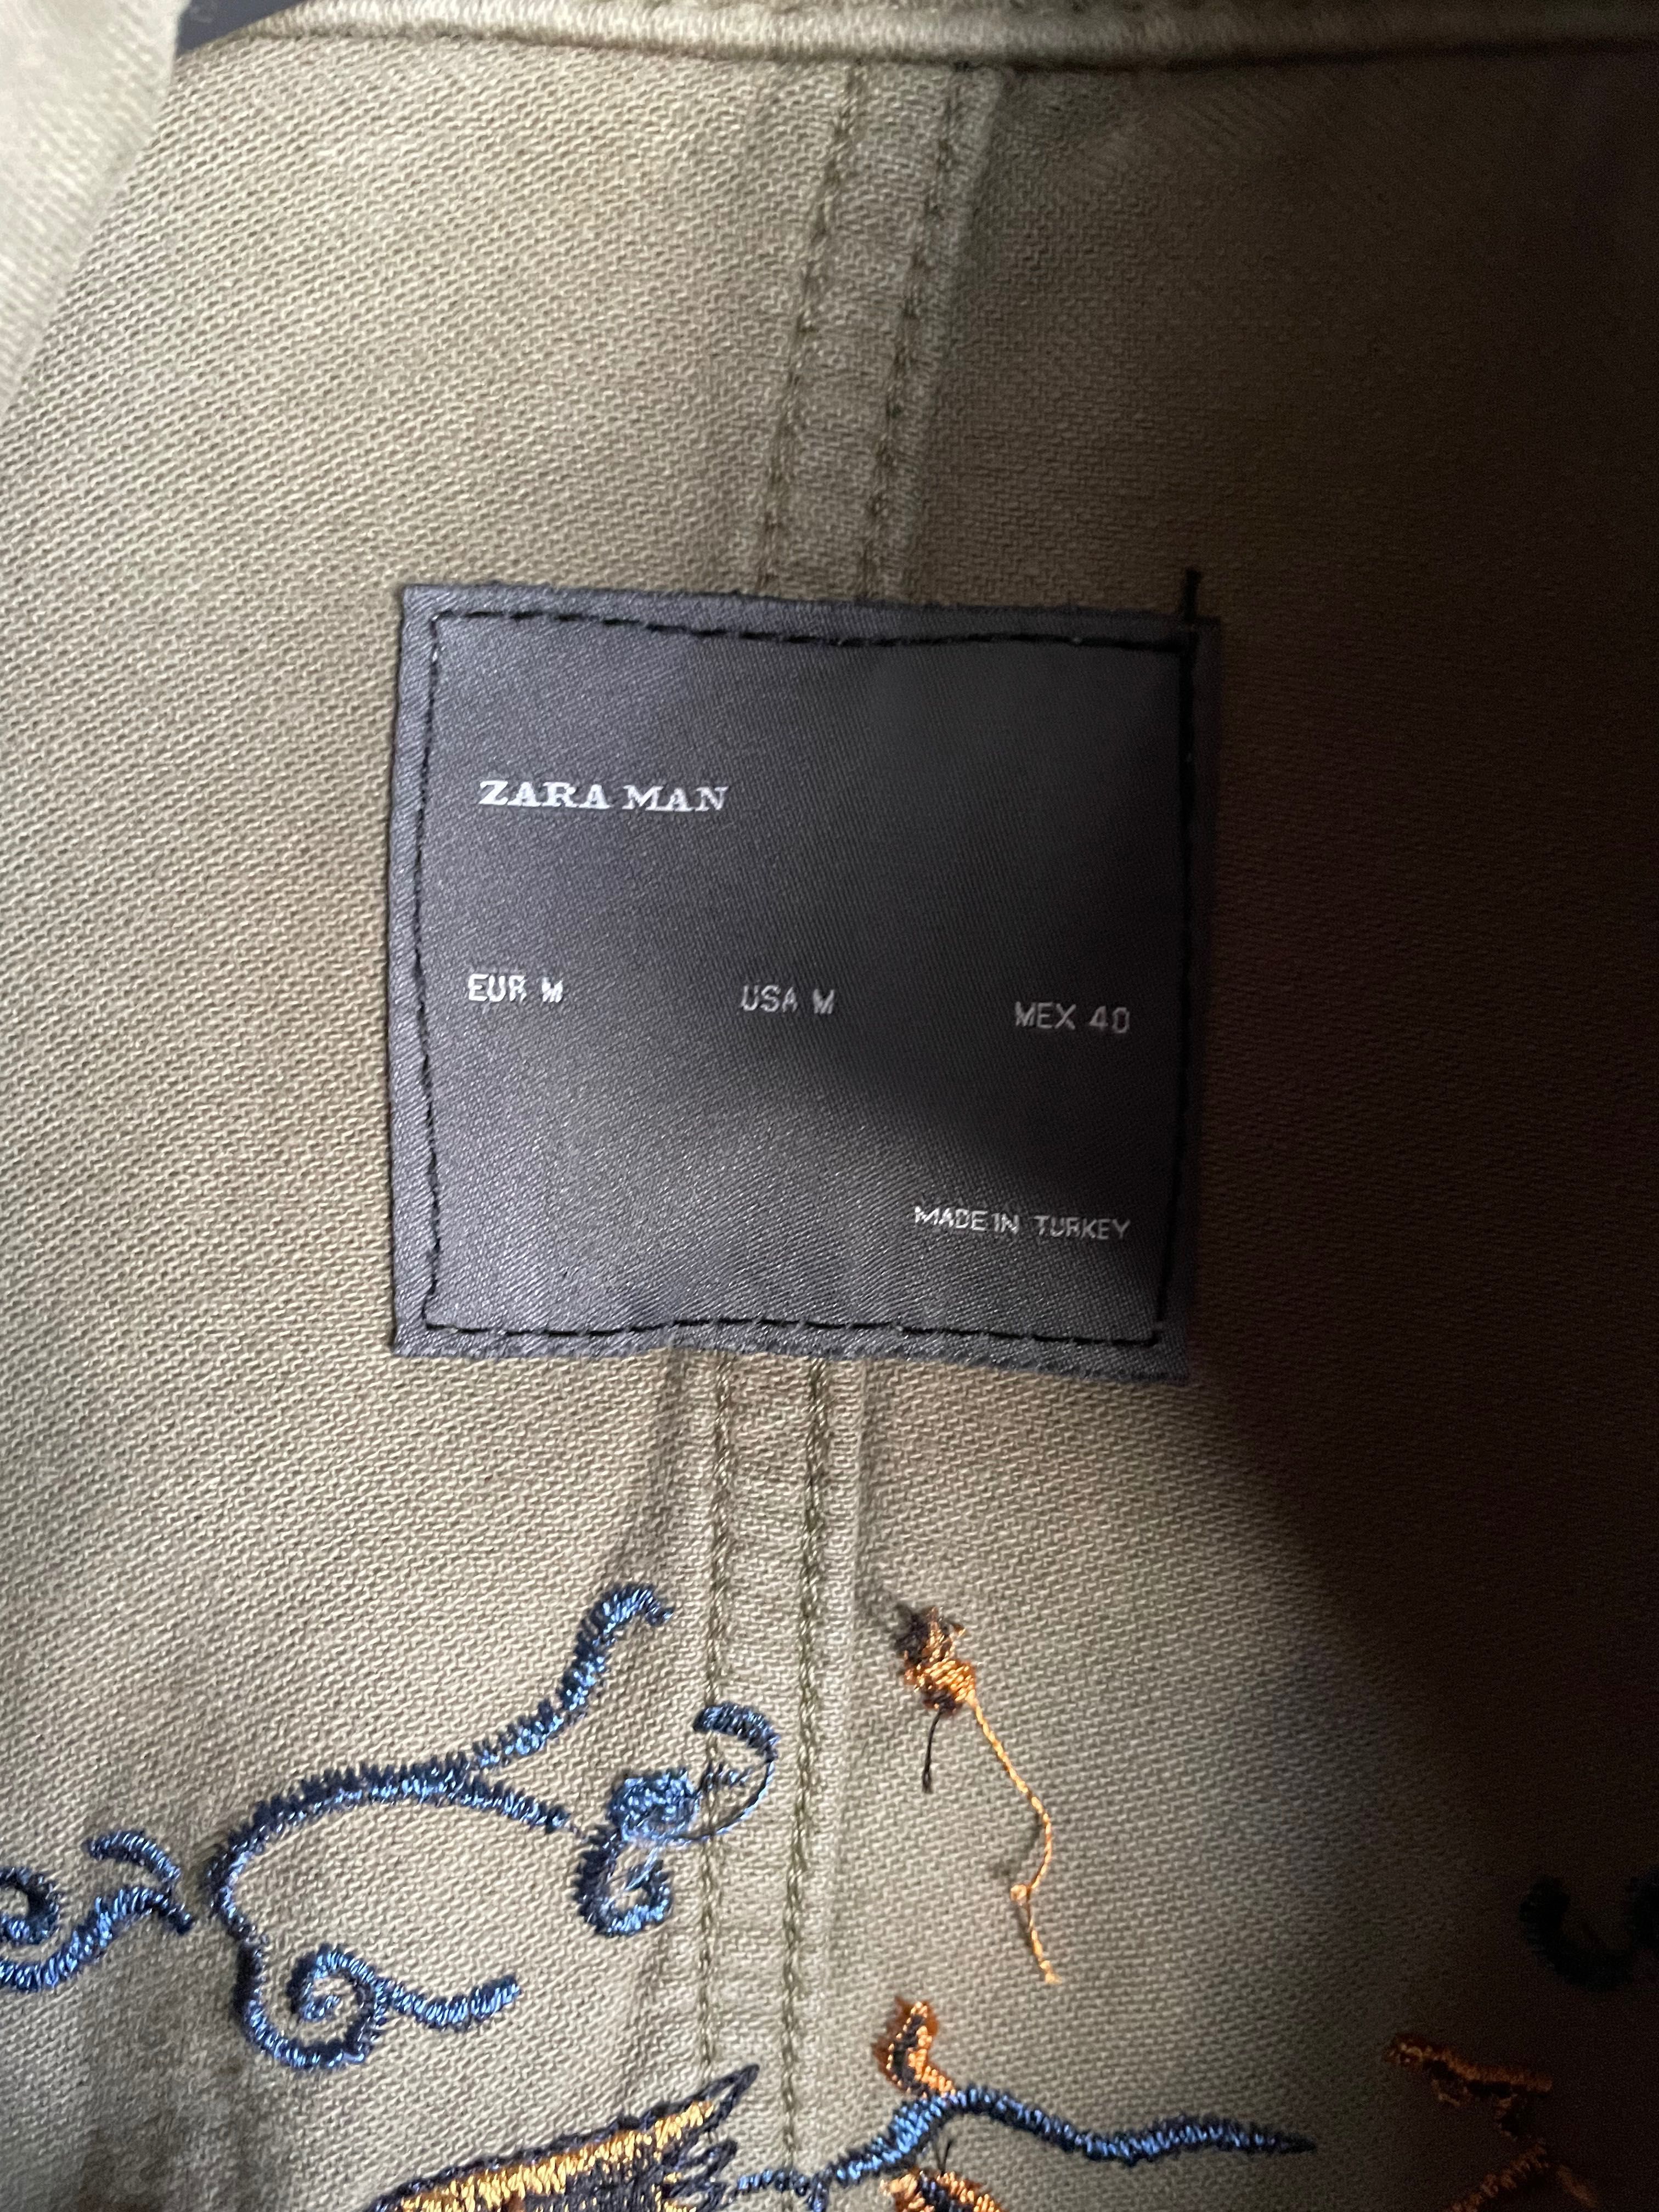 ZARA MAN
EUR M USA M MEX 40
MADE IN TURKEY